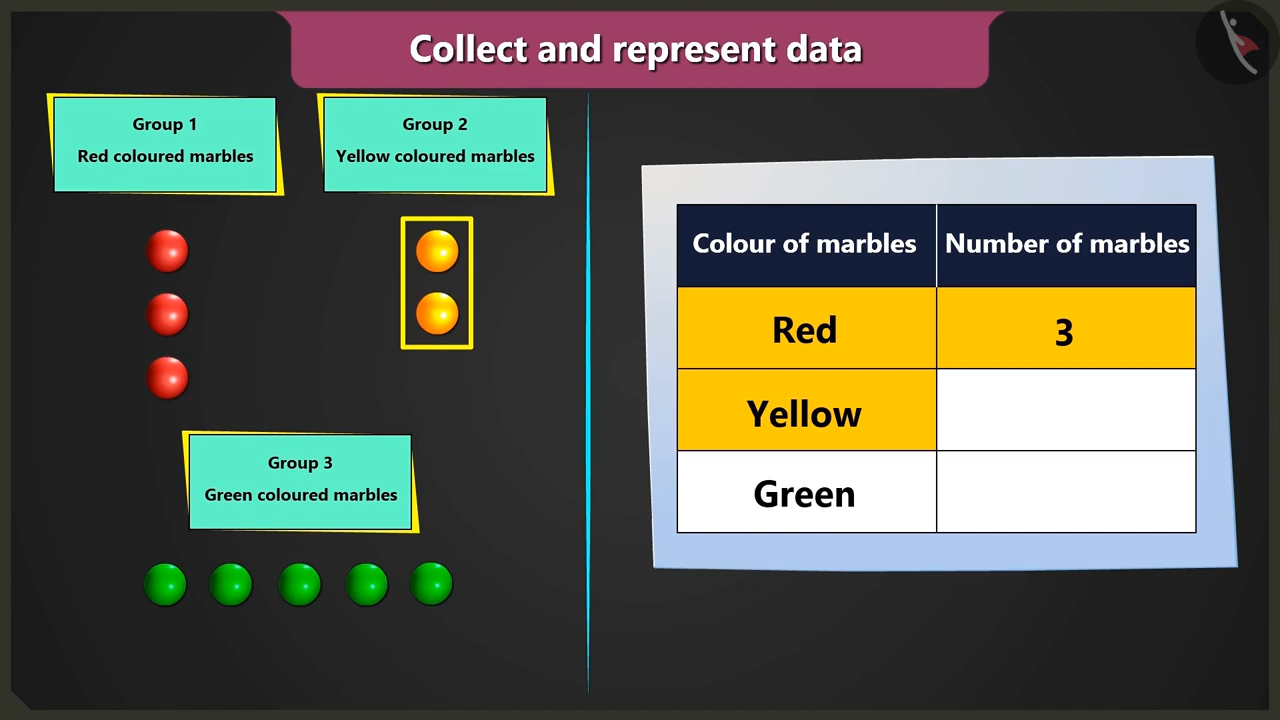 Collect and represent data
Group 1
Red coloured marbles
Group 2
Yellow coloured marbles
Group 3
Green coloured marbles
Colour of marbles
Number of marbles
Red
3
Yellow
Green